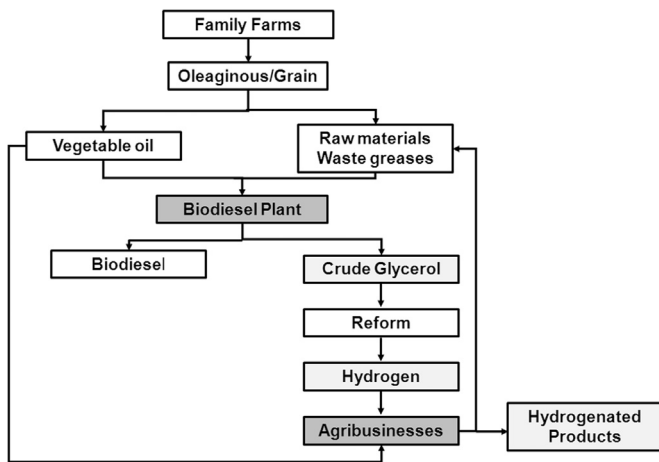 Family Farms
Oleaginous/Grain
Vegetable oil
Raw materials
Waste greases
Biodiesel Plant
Biodiesel
Crude Glycerol
Reform
Hydrogen
Agribusinesses
Hydrogenated
Products